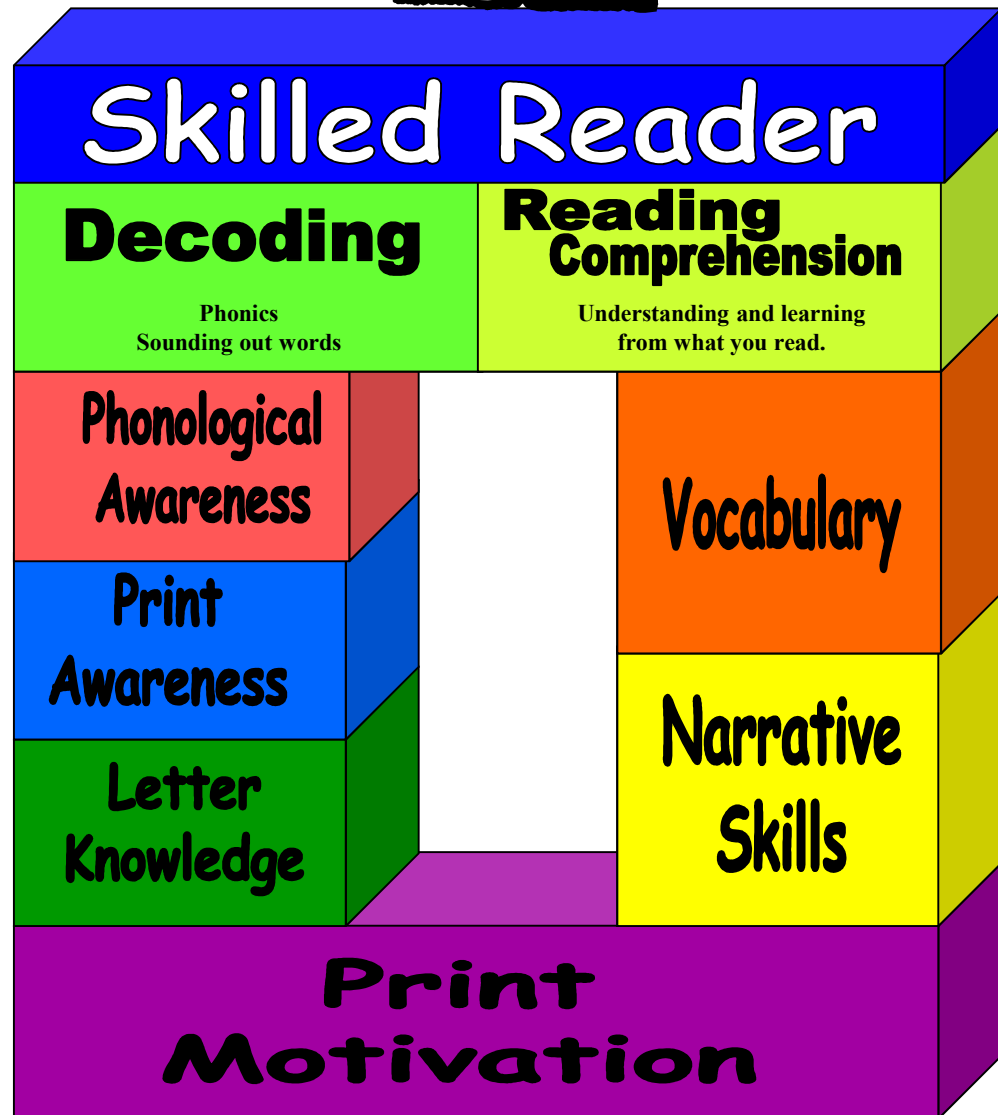 Skilled Reader
Decoding
Phonics
Sounding out words
Reading
Comprehension
Understanding and learning
from what you read.
Phonological
Awareness
Print
Awareness
Letter
Knowledge
Vocabulary
Narrative
Skills
Print
Motivation